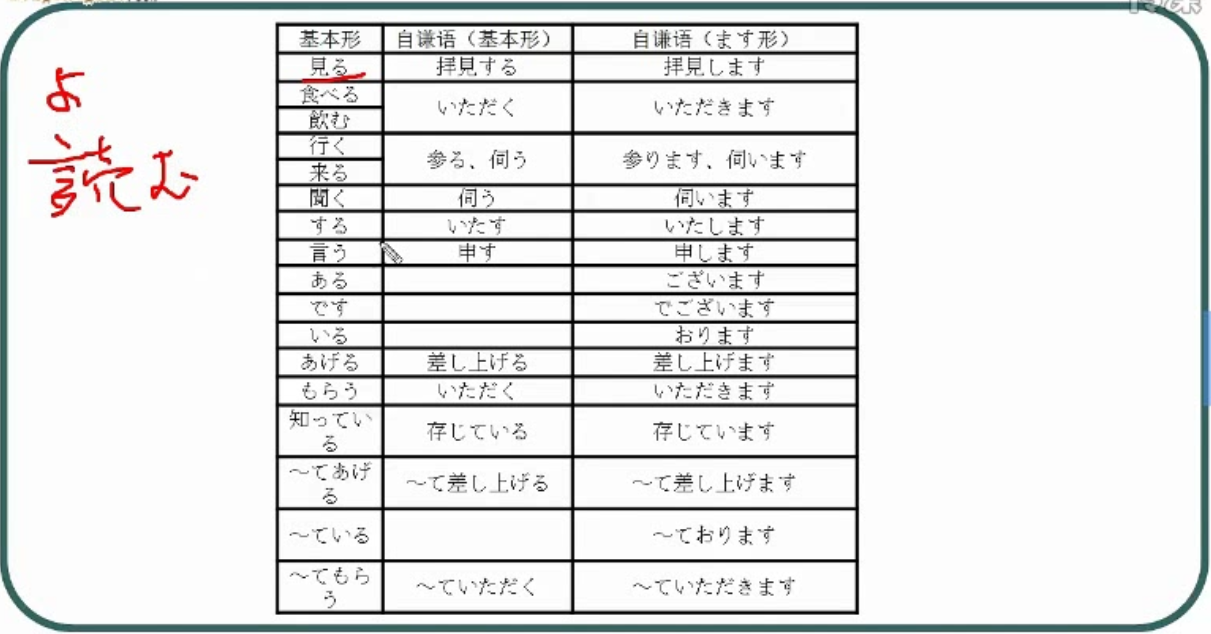 よ
読む
基本形 自谦语（基本形） 自谦语（ます形）
見る 拝見する 拝見します
食べる
飲む
いただく いただきます
行く
来る
参る、伺う 参ります、伺います
聞く 伺う 伺います
する いたす いたします
言う 申す 申します
ある ございます
です でございます
いる おります
あげる 差し上げる 差し上げます
もらう いただく いただきます
知ってい
る
存じている 存じています
～てあげ
る
～て差し上げる ～て差し上げます
～ている ～ております
～てもら
う
～ていただく ～ていただきます